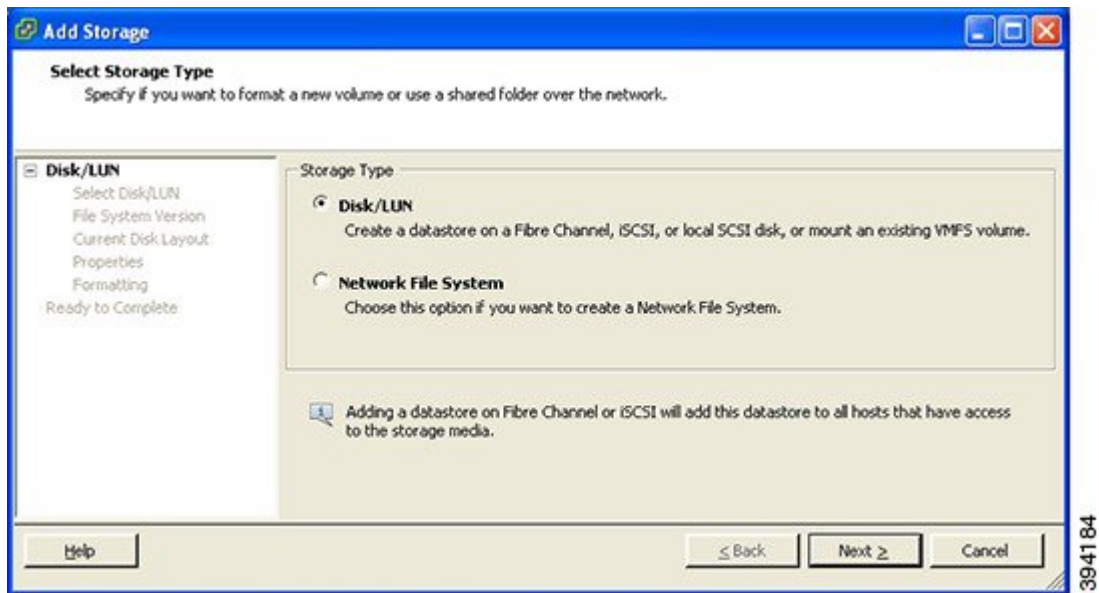 Add Storage
Select Storage Type
Specify if you want to format a new volume or use a shared folder over the network.
Disk/LUN
Select Disk/LUN
File System Version
Current Disk Layout
Properties
Formatting
Ready to Complete
Storage Type
Disk/LUN
Create a datastore on a Fibre Channel, iSCSI, or local SCSI disk, or mount an existing VMFS volume.
Network File System
Choose this option if you want to create a Network File System.
Adding a datastore on Fibre Channel or iSCSI will add this datastore to all hosts that have access
to the storage media.
Help
≤ Back
Next ≥
Cancel
394184